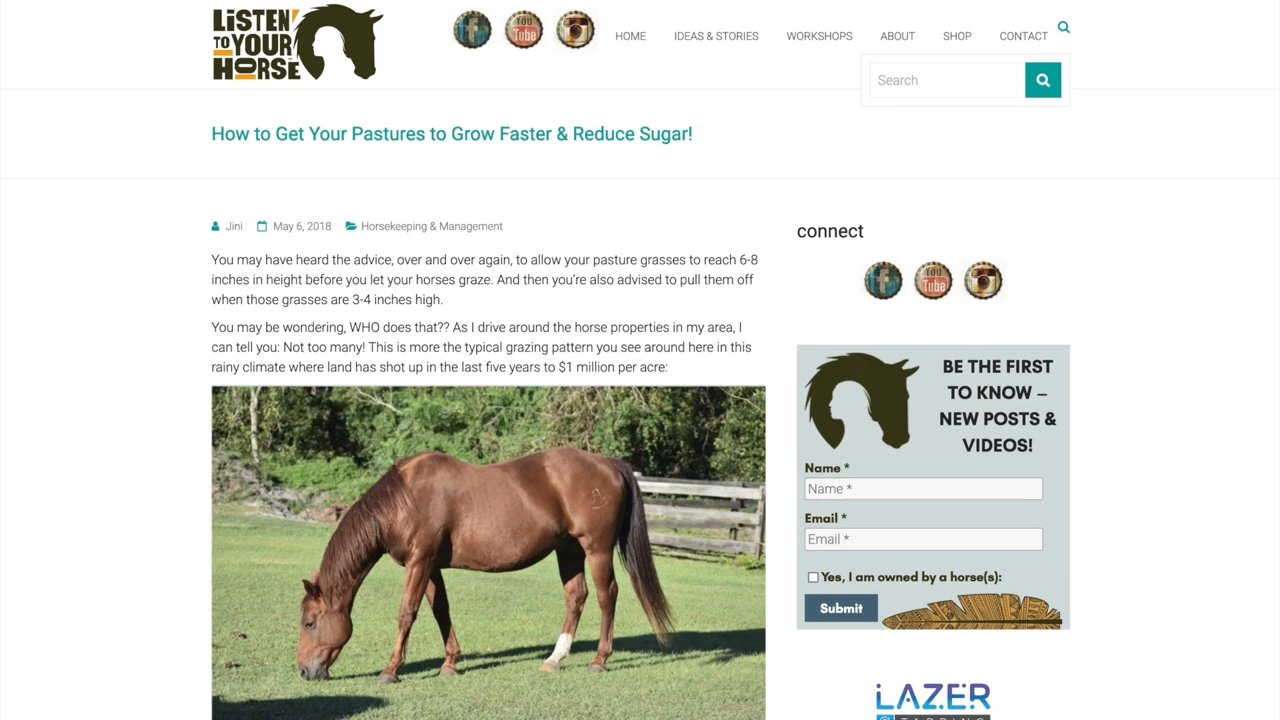 LiSTEN
TO YOUR
HORSE
You
Tube
HOME
IDEAS & STORIES
WORKSHOPS
ABOUT
SHOP
CONTACT
Search
How to Get Your Pastures to Grow Faster & Reduce Sugar!
Jini
May 6, 2018
Horsekeeping & Management
You may have heard the advice, over and over again, to allow your pasture grasses to reach 6-8
inches in height before you let your horses graze. And then you're also advised to pull them off
when those grasses are 3-4 inches high.
You may be wondering, WHO does that?? As I drive around the horse properties in my area, I
can tell you: Not too many! This is more the typical grazing pattern you see around here in this
rainy climate where land has shot up in the last five years to $1 million per acre:
connect
You
Tube
BE THE FIRST
TO KNOW –
NEW POSTS &
VIDEOS!
Name *
Name *
Email *
Email *
Yes, I am owned by a horse(s):
Submit
LAZER